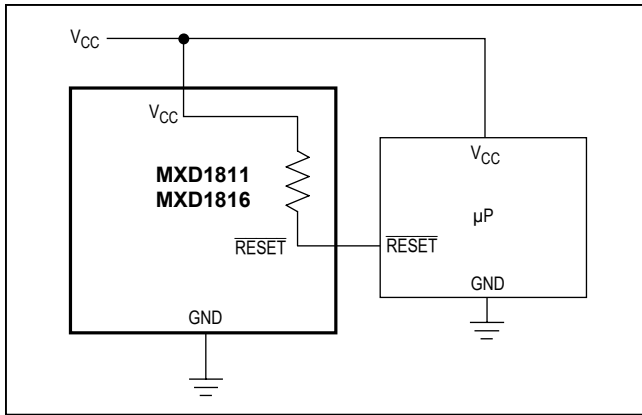 VCC
VCC
MXD1811
MXD1816
RESET
GND
VCC
µP
RESET
GND